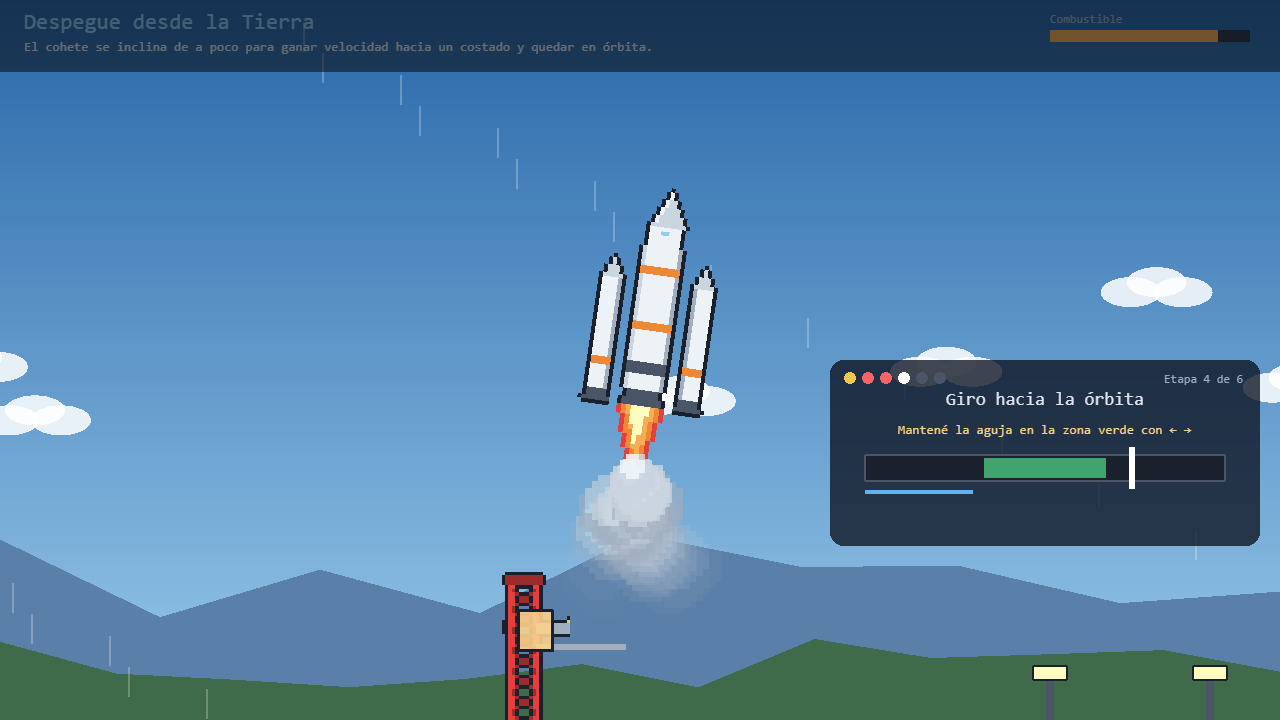 Despegue desde la Tierra
El cohete se inclina de a poco para ganar velocidad hacia un costado y quedar en órbita.
Combustible
Etapa 4 de 6
Giro hacia la órbita
Mantené la aguja en la zona verde con ← →